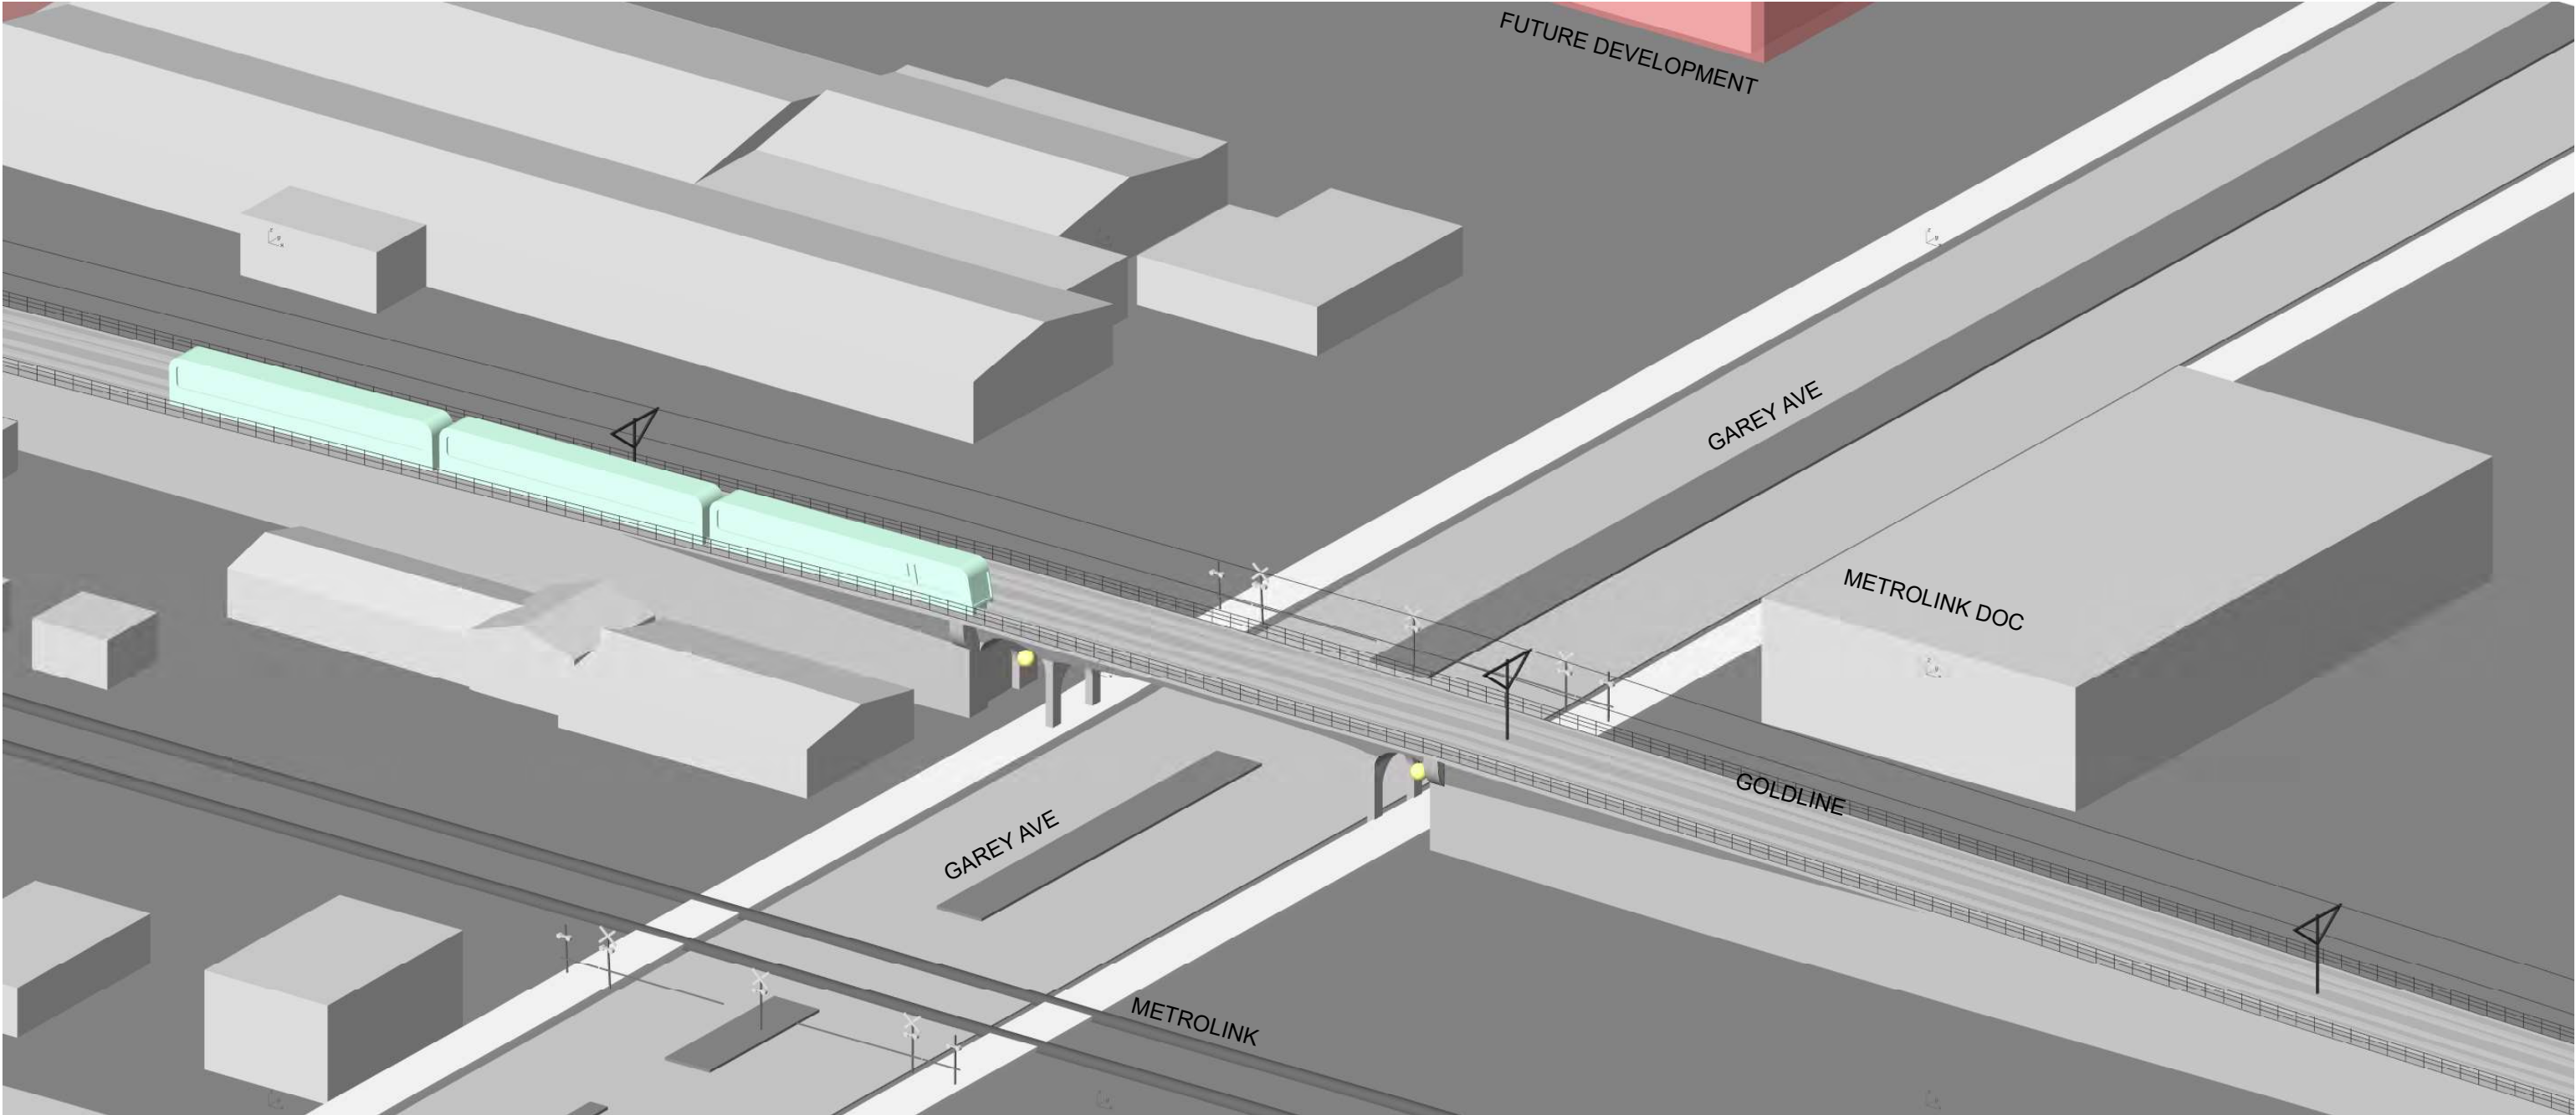 FUTURE DEVELOPMENT
GAREY AVE
METROLINK DOC
GOLDLINE
GAREY AVE
METROLINK